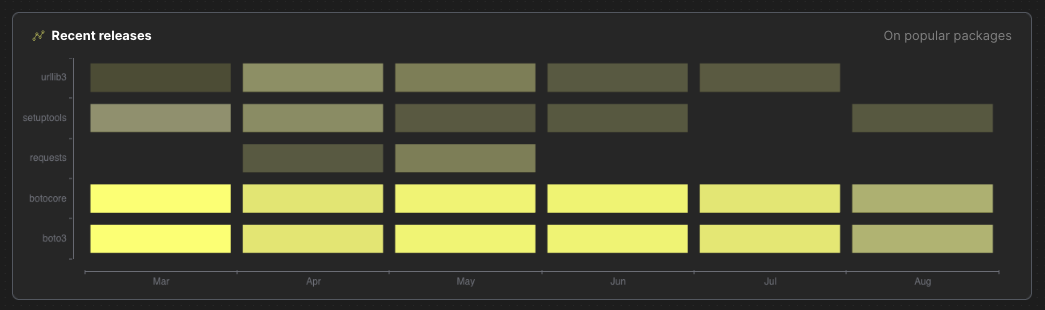 Recent releases
On popular packages
urllib3
setuptools
requests
botocore
boto3
Mar Apr May Jun Jul Aug